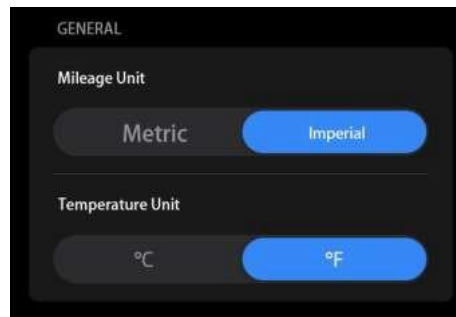 GENERAL
Mileage Unit
Metric Imperial
Temperature Unit
°C °F